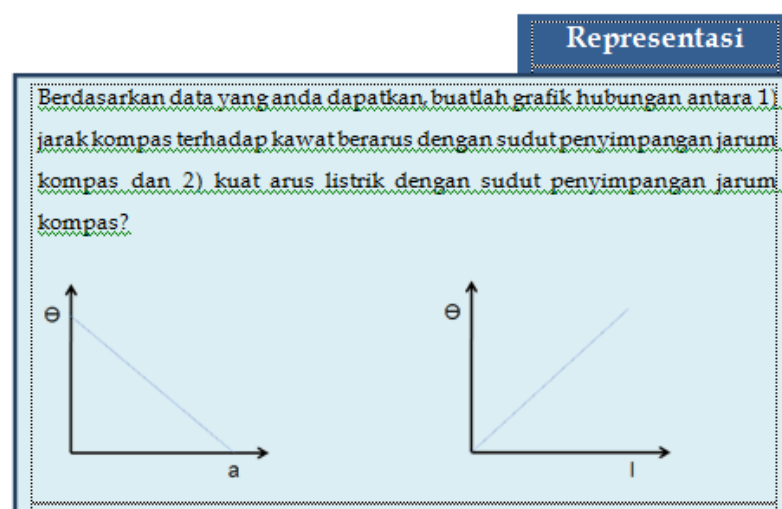 Representasi
Berdasarkan data yang anda dapatkan, buatlah grafik hubungan antara 1)
jarak kompas terhadap kawat berarus dengan sudut penyimpangan jarum
kompas dan 2) kuat arus listrik dengan sudut penyimpangan jarum
kompas?
Ɵ
Ɵ
a
I